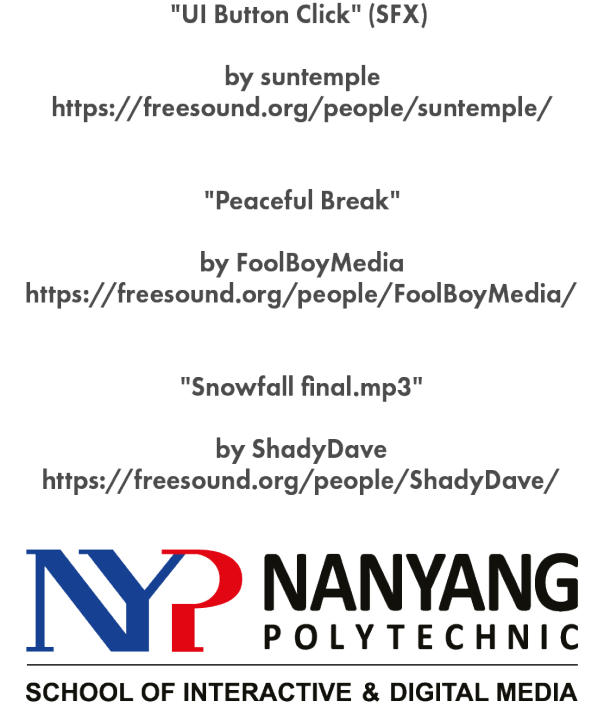 "UI Button Click" (SFX)
by suntemple
https://freesound.org/people/suntemple/
"Peaceful Break"
by FoolBoyMedia
https://freesound.org/people/FoolBoyMedia/
"Snowfall final.mp3"
by ShadyDave
https://freesound.org/people/ShadyDave/
NYP NANYANG
POLYTECHNIC
SCHOOL OF INTERACTIVE & DIGITAL MEDIA